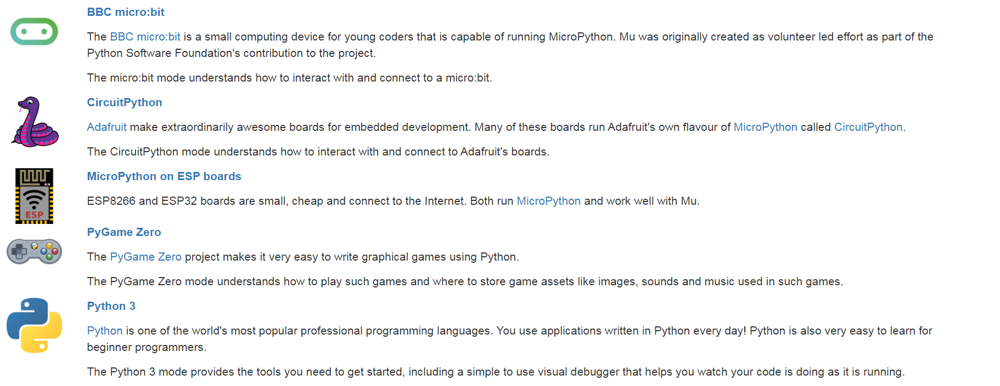 BBC micro:bit
The BBC micro:bit is a small computing device for young coders that is capable of running MicroPython. Mu was originally created as volunteer led effort as part of the
Python Software Foundation's contribution to the project.
The micro:bit mode understands how to interact with and connect to a micro:bit.
CircuitPython
Adafruit make extraordinarily awesome boards for embedded development. Many of these boards run Adafruit's own flavour of MicroPython called CircuitPython.
The CircuitPython mode understands how to interact with and connect to Adafruit's boards.
MicroPython on ESP boards
ESP8266 and ESP32 boards are small, cheap and connect to the Internet. Both run MicroPython and work well with Mu.
ESP
PyGame Zero
The PyGame Zero project makes it very easy to write graphical games using Python.
The PyGame Zero mode understands how to play such games and where to store game assets like images, sounds and music used in such games.
Python 3
Python is one of the world's most popular professional programming languages. You use applications written in Python every day! Python is also very easy to learn for
beginner programmers.
The Python 3 mode provides the tools you need to get started, including a simple to use visual debugger that helps you watch your code is doing as it is running.